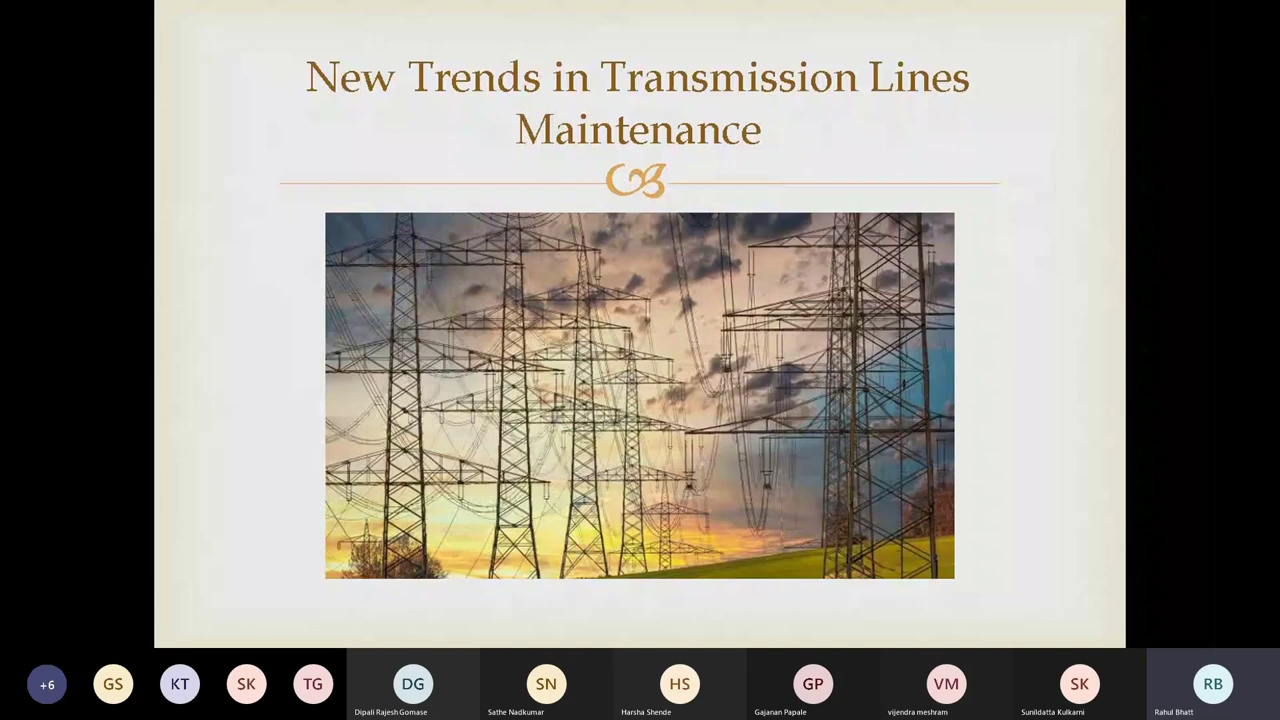 New Trends in Transmission Lines
Maintenance
+6
GS
KT
SK
TG
DG
SN
HS
GP
VM
SK
RB
Dipali Rajesh Gomase
Sathe Nadkumar
Harsha Shende
Gajanan Papale
vijendra meshram
Sunildatta Kulkarni
Rahul Bhatt